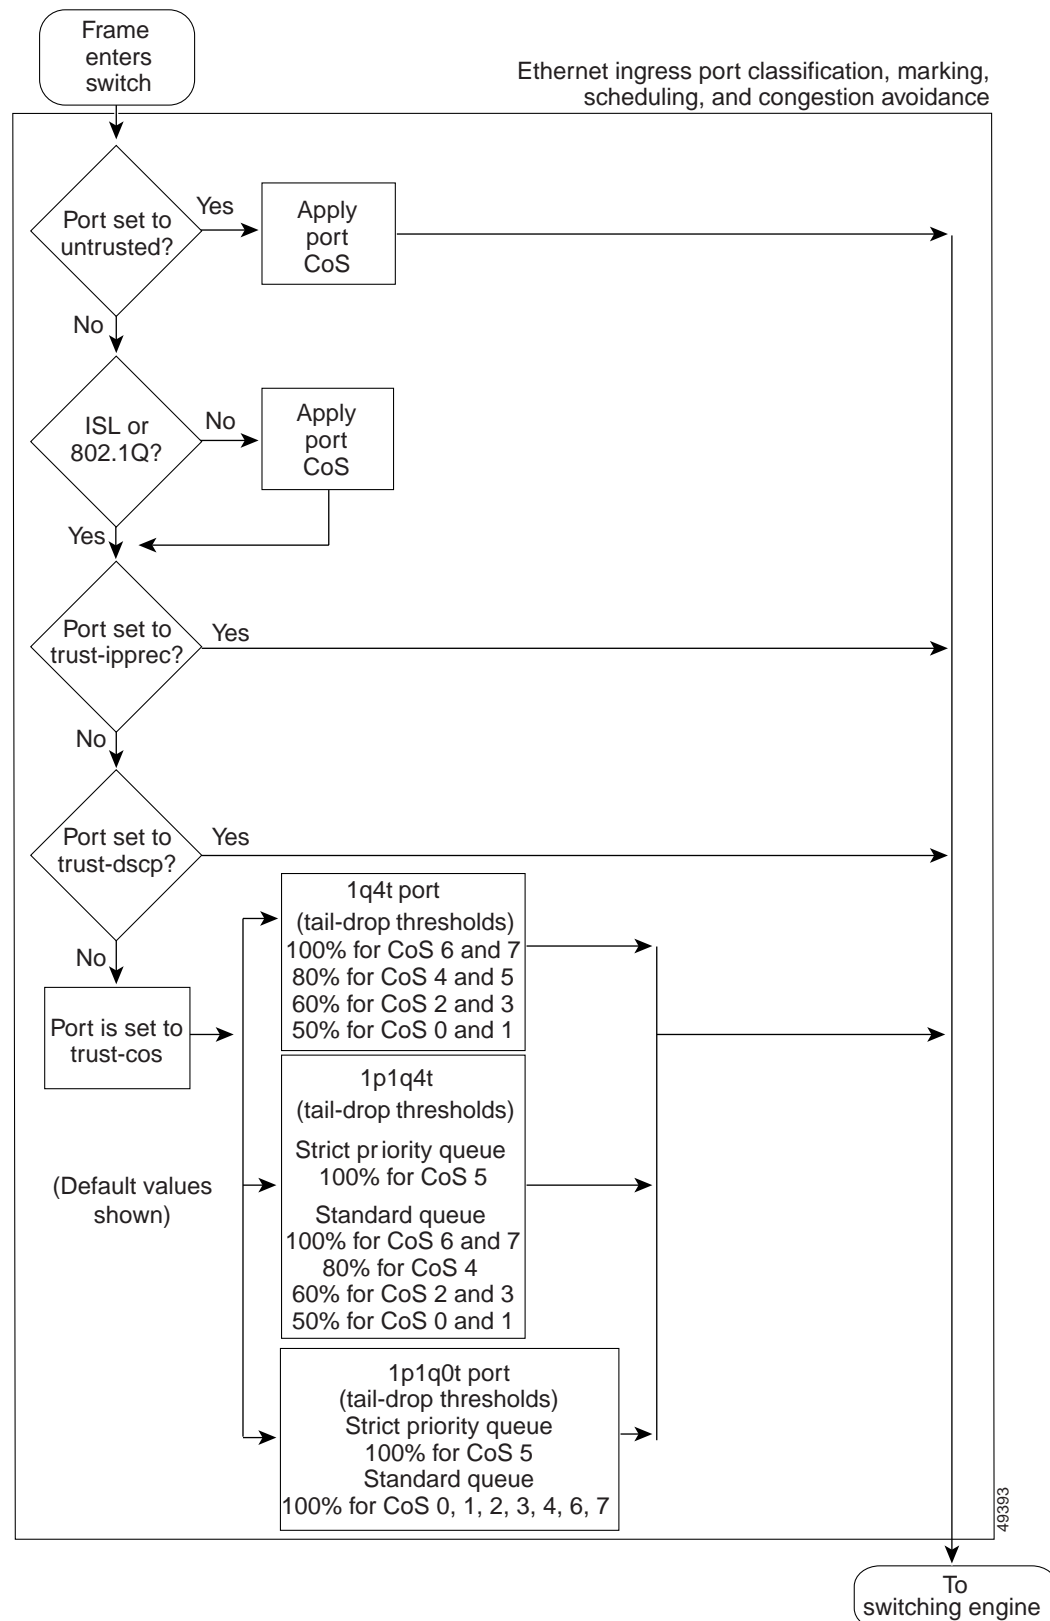 Frame
enters
switch
Ethernet ingress port classification, marking,
scheduling, and congestion avoidance
Port set to
untrusted?
Yes
Apply
port
CoS
No
ISL or
802.1Q?
No
Apply
port
CoS
Yes
Port set to
trust-ipprec?
Yes
No
Port set to
trust-dscp?
Yes
No
Port is set to
trust-cos
(Default values
shown)
1q4t port
(tail-drop thresholds)
100% for CoS 6 and 7
80% for CoS 4 and 5
60% for CoS 2 and 3
50% for CoS 0 and 1
1p1q4t
(tail-drop thresholds)
Strict priority queue
100% for CoS 5
Standard queue
100% for CoS 6 and 7
80% for CoS 4
60% for CoS 2 and 3
50% for CoS 0 and 1
1p1q0t port
(tail-drop thresholds)
Strict priority queue
100% for CoS 5
Standard queue
100% for CoS 0, 1, 2, 3, 4, 6, 7
49393
To
switching engine